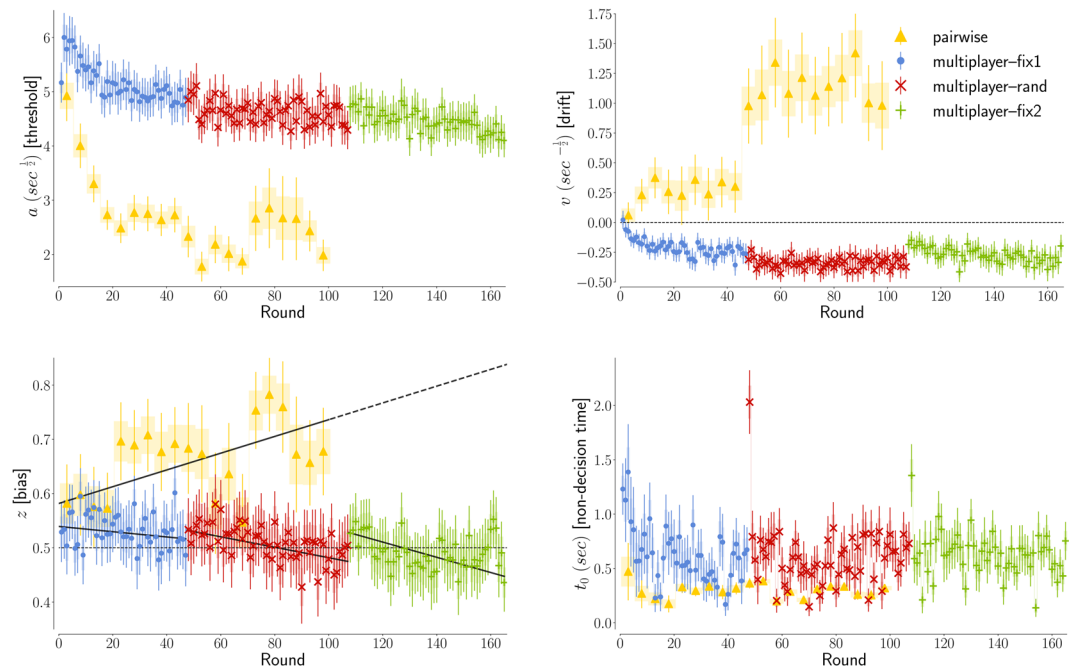 6
5
4
3
2
a (sec^{1/2}) [threshold]
0 20 40 60 80 100 120 140 160
Round
1.75
1.50
1.25
1.00
0.75
0.50
0.25
0.00
−0.25
−0.50
v (sec^{−1/2}) [drift]
0 20 40 60 80 100 120 140 160
Round
pairwise
multiplayer−fix1
multiplayer−rand
multiplayer−fix2
0.8
0.7
0.6
0.5
0.4
z [bias]
0 20 40 60 80 100 120 140 160
Round
2.0
1.5
1.0
0.5
0.0
t_0 (sec) [non-decision time]
0 20 40 60 80 100 120 140 160
Round